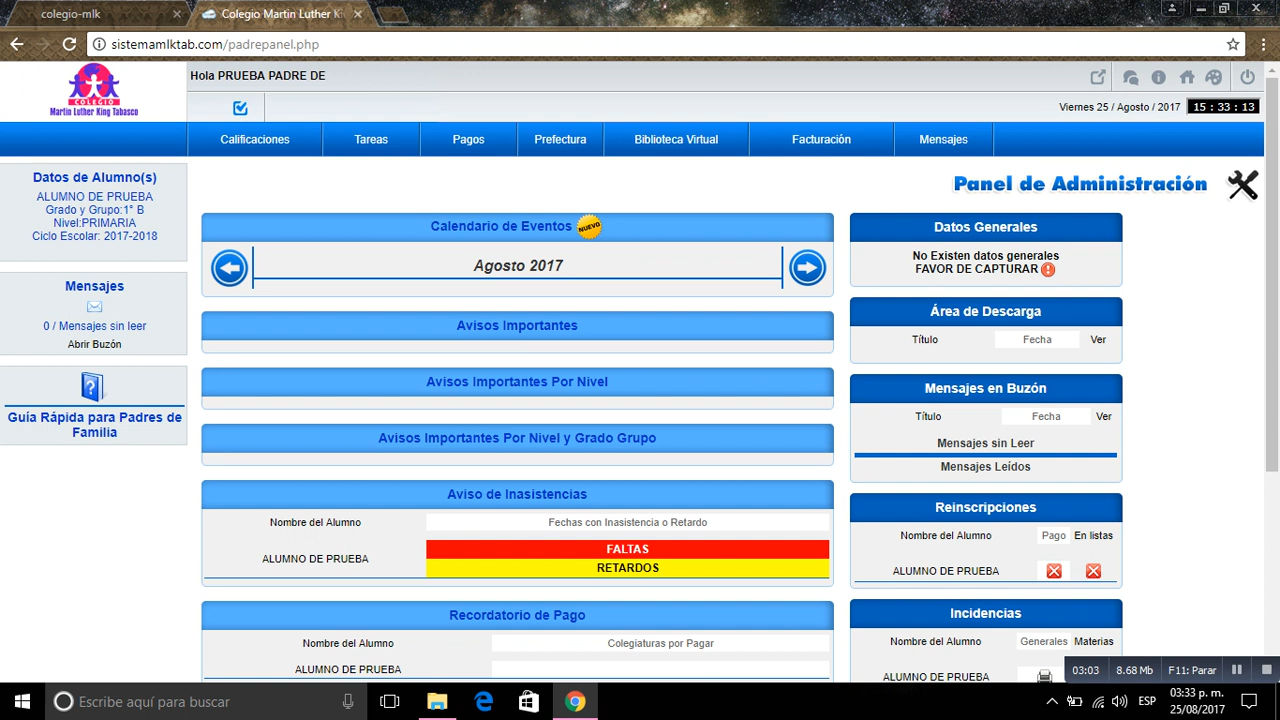 colegio-mlk
Colegio Martin Luther Ki
sistemamlktab.com/padrepanel.php
COLEGIO
Martin Luther King Tabasco
Hola PRUEBA PADRE DE
Viernes 25 / Agosto / 2017
15 : 33 : 13
Calificaciones
Tareas
Pagos
Prefectura
Biblioteca Virtual
Facturación
Mensajes
Panel de Administración
Datos de Alumno(s)
ALUMNO DE PRUEBA
Grado y Grupo:1° B
Nivel:PRIMARIA
Ciclo Escolar: 2017-2018
Mensajes
0 / Mensajes sin leer
Abrir Buzón
Guía Rápida para Padres de
Familia
Calendario de Eventos
NUEVO
Agosto 2017
Avisos Importantes
Avisos Importantes Por Nivel
Avisos Importantes Por Nivel y Grado Grupo
Aviso de Inasistencias
Nombre del Alumno
Fechas con Inasistencia o Retardo
ALUMNO DE PRUEBA
FALTAS
RETARDOS
Recordatorio de Pago
Nombre del Alumno
Colegiaturas por Pagar
ALUMNO DE PRUEBA
Datos Generales
No Existen datos generales
FAVOR DE CAPTURAR
Área de Descarga
Título Fecha Ver
Mensajes en Buzón
Título Fecha Ver
Mensajes sin Leer
Mensajes Leídos
Reinscripciones
Nombre del Alumno Pago En listas
ALUMNO DE PRUEBA
Incidencias
Nombre del Alumno Generales Materias
ALUMNO DE PRUEBA
03:03 8.68 Mb F11: Parar
Escribe aquí para buscar
ESP
03:33 p. m.
25/08/2017